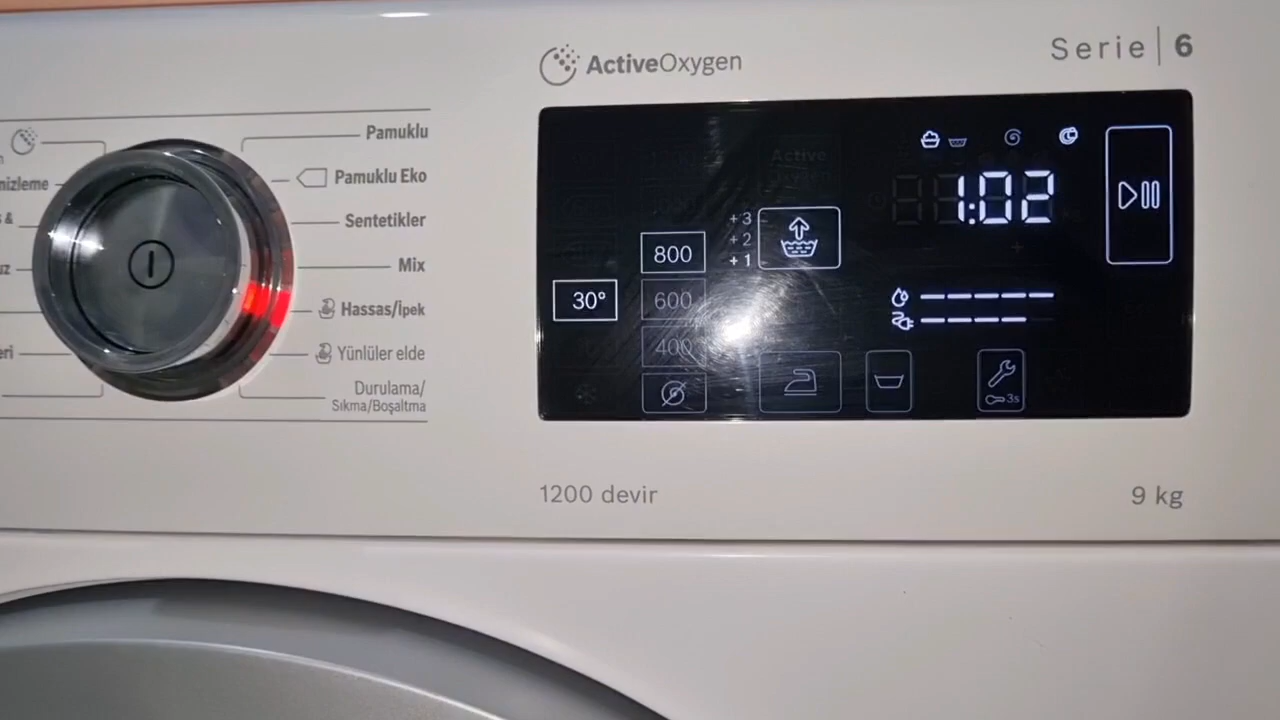 ActiveOxygen
Serie | 6
Pamuklu
Pamuklu Eko
Sentetikler
Mix
Hassas/İpek
Yünlüler elde
Durulama/
Sıkma/Boşaltma
nizleme
s &
uz
eri
Active
+3
+2
+1
800
600
400
30°
1:02
3s
1200 devir
9 kg